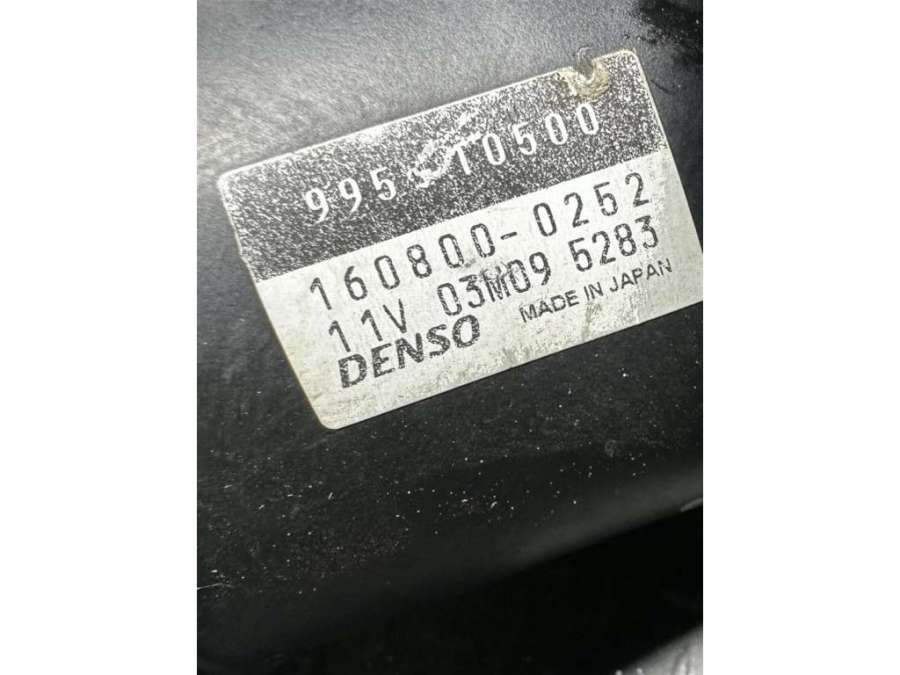 995-10500
160800-0252
11V 03M09 5283
DENSO MADE IN JAPAN